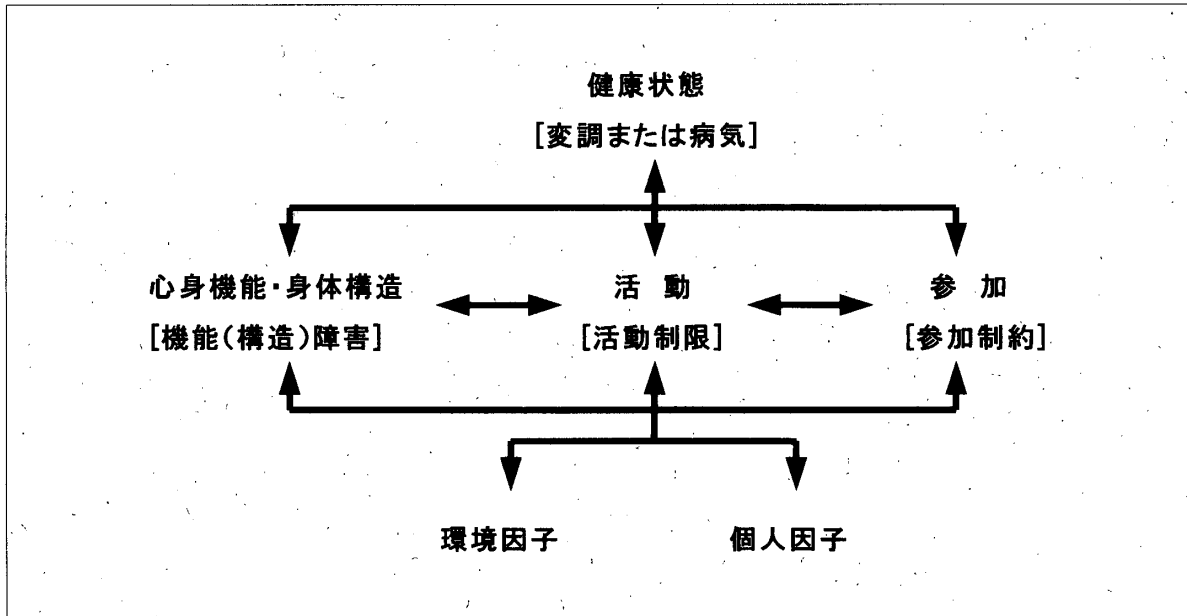 健康状態
[変調または病気]
心身機能・身体構造
[機能(構造)障害]
活 動
[活動制限]
参 加
[参加制約]
環境因子
個人因子